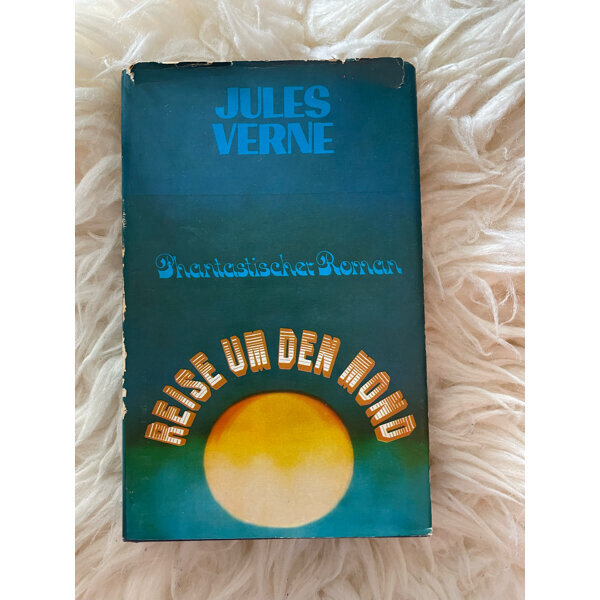 JULES
VERNE
Phantastischer Roman
REISE UM DEN MOND